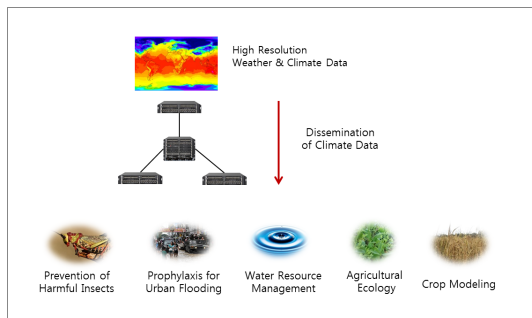 High Resolution
Weather & Climate Data
Dissemination
of Climate Data
Prevention of
Harmful Insects
Prophylaxis for
Urban Flooding
Water Resource
Management
Agricultural
Ecology
Crop Modeling